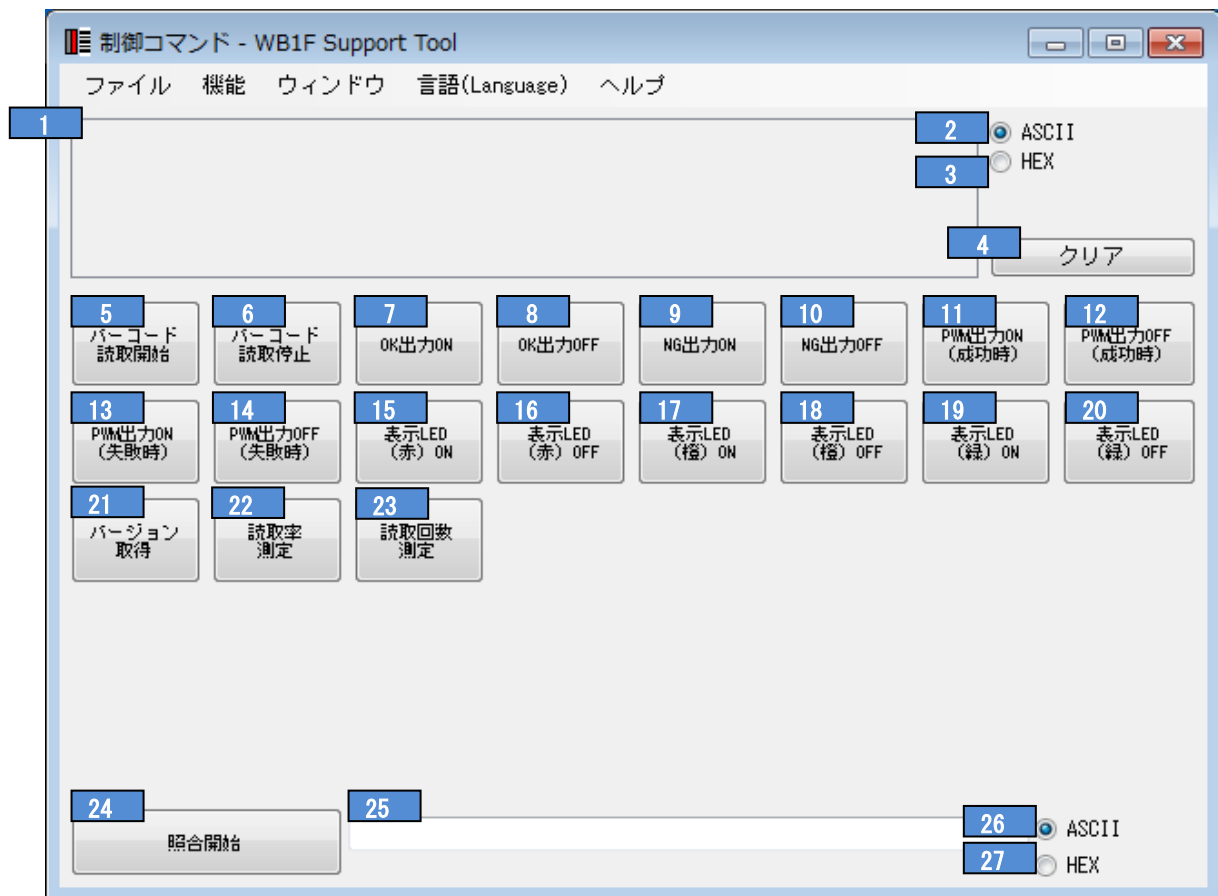 制御コマンド - WB1F Support Tool
ファイル 機能 ウィンドウ 言語(Language) ヘルプ
1
2 ASCII
3 HEX
4 クリア
5 6 7 8 9 10 11 12
バーコード 読取開始
バーコード 読取停止
OK出力ON
OK出力OFF
NG出力ON
NG出力OFF
PWM出力ON (成功時)
PWM出力OFF (成功時)
13 14 15 16 17 18 19 20
PWM出力ON (失敗時)
PWM出力OFF (失敗時)
表示LED (赤) ON
表示LED (赤) OFF
表示LED (橙) ON
表示LED (橙) OFF
表示LED (緑) ON
表示LED (緑) OFF
21 22 23
バージョン 取得
読取率 測定
読取回数 測定
24 25
照合開始
26 ASCII
27 HEX